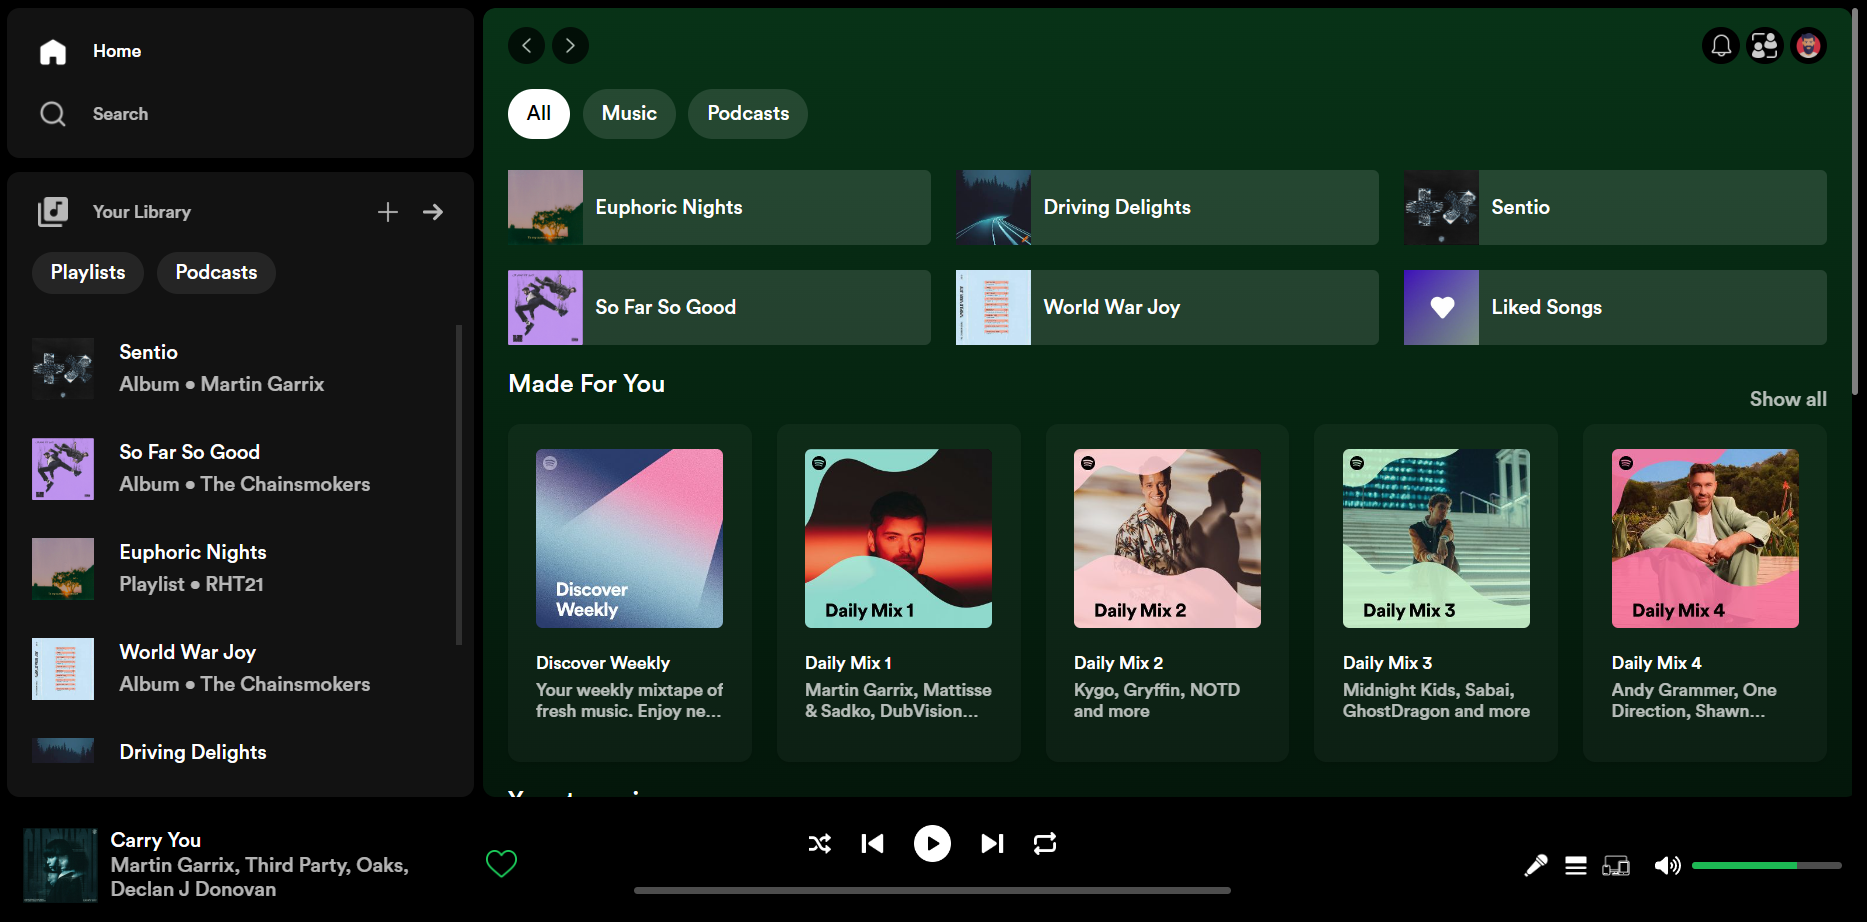 Home
Search
Your Library
Playlists
Podcasts
Sentio
Album • Martin Garrix
So Far So Good
Album • The Chainsmokers
Euphoric Nights
Playlist • RHT21
World War Joy
Album • The Chainsmokers
Driving Delights
All
Music
Podcasts
Euphoric Nights
Driving Delights
Sentio
So Far So Good
World War Joy
Liked Songs
Made For You
Show all
Discover
Weekly
Discover Weekly
Your weekly mixtape of
fresh music. Enjoy ne...
Daily Mix 1
Daily Mix 1
Martin Garrix, Mattisse
& Sadko, DubVision...
Daily Mix 2
Daily Mix 2
Kygo, Gryffin, NOTD
and more
Daily Mix 3
Daily Mix 3
Midnight Kids, Sabai,
GhostDragon and more
Daily Mix 4
Daily Mix 4
Andy Grammer, One
Direction, Shawn...
Carry You
Martin Garrix, Third Party, Oaks,
Declan J Donovan